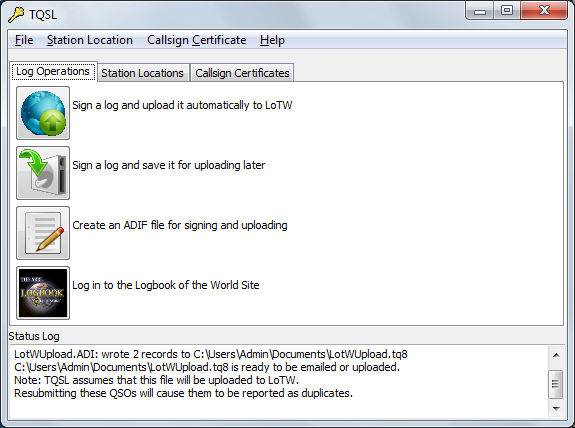 TQSL
File Station Location Callsign Certificate Help
Log Operations Station Locations Callsign Certificates
Sign a log and upload it automatically to LoTW
Sign a log and save it for uploading later
Create an ADIF file for signing and uploading
THE ARRL
LOGBOOK
Log in to the Logbook of the World Site
Status Log
LotWUpload.ADI: wrote 2 records to C:\Users\Admin\Documents\LotWUpload.tq8
C:\Users\Admin\Documents\LotWUpload.tq8 is ready to be emailed or uploaded.
Note: TQSL assumes that this file will be uploaded to LoTW.
Resubmitting these QSOs will cause them to be reported as duplicates.